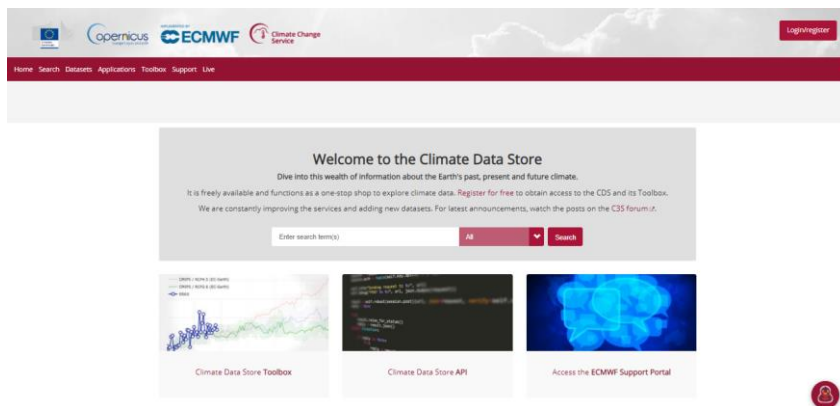 opernicus
IMPLEMENTED BY
ECMWF
Climate Change
Service
Login/register
Home Search Datasets Applications Toolbox Support Live
Welcome to the Climate Data Store
Dive into this wealth of information about the Earth's past, present and future climate.
It is freely available and functions as a one-stop shop to explore climate data. Register for free to obtain access to the CDS and its Toolbox.
We are constantly improving the services and adding new datasets. For latest announcements, watch the posts on the C3S forum.
Enter search term(s)
All
Search
Climate Data Store Toolbox
Climate Data Store API
Access the ECMWF Support Portal